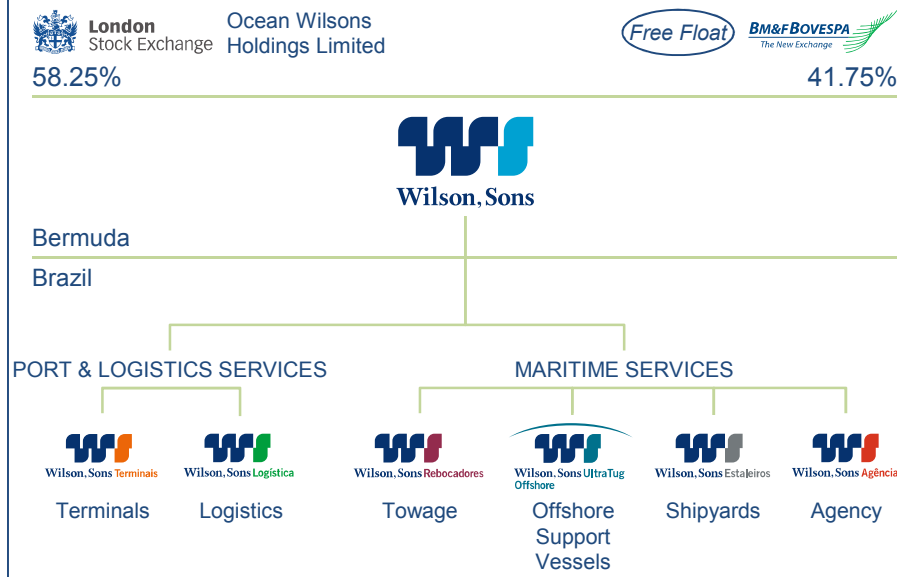 London
Stock Exchange
Ocean Wilsons
Holdings Limited
Free Float
BM&FBOVESPA
The New Exchange
58.25%
41.75%
Wilson, Sons
Bermuda
Brazil
PORT & LOGISTICS SERVICES
MARITIME SERVICES
Wilson, Sons Terminais
Wilson, Sons Logística
Wilson, Sons Rebocadores
Wilson, Sons UltraTug
Offshore
Wilson, Sons Estaleiros
Wilson, Sons Agência
Terminals
Logistics
Towage
Offshore
Support
Vessels
Shipyards
Agency